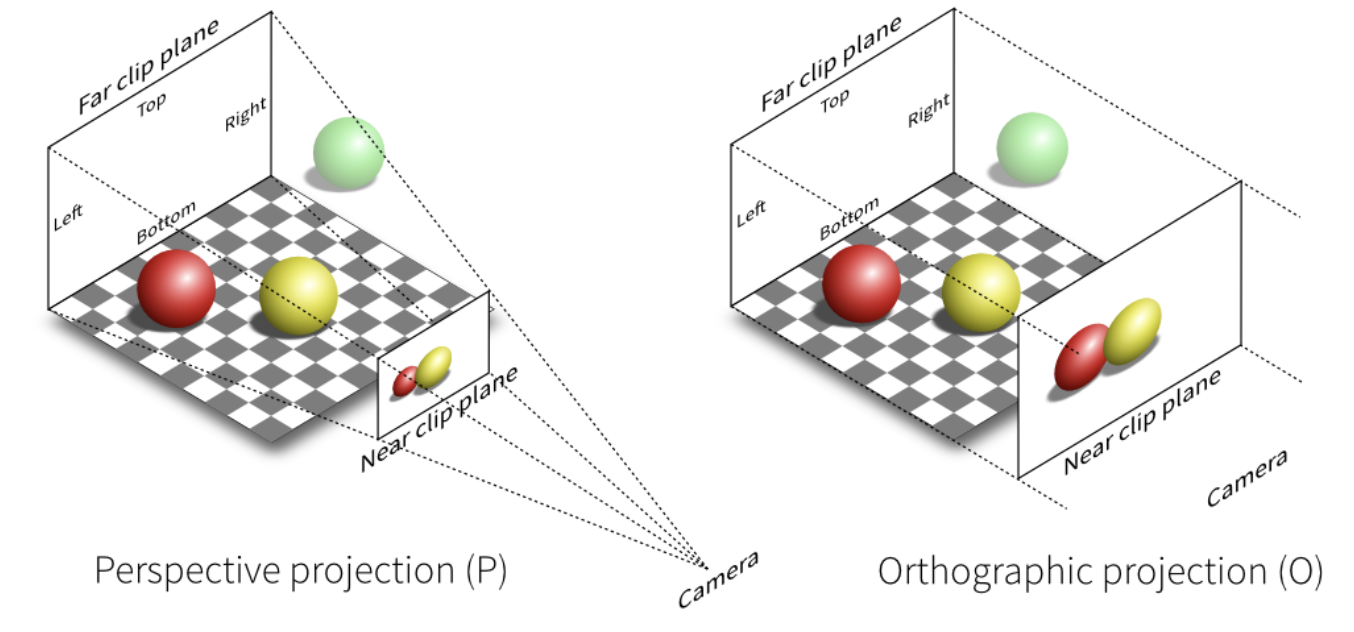 Far clip plane
Top
Right
Left
Bottom
Near clip plane
Camera
Perspective projection (P)
Far clip plane
Top
Right
Left
Bottom
Near clip plane
Camera
Orthographic projection (O)